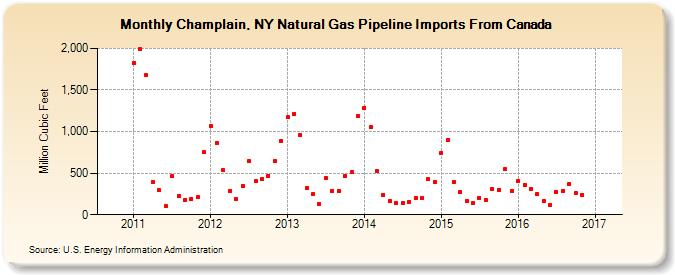 Monthly Champlain, NY Natural Gas Pipeline Imports From Canada
Million Cubic Feet
2,000
1,500
1,000
500
0
2011 2012 2013 2014 2015 2016 2017
Source: U.S. Energy Information Administration